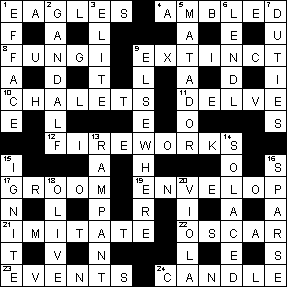 1 E 2 A G L 3 E S 4 A 5 M B 6 L E 7 D
F A L A E U
8 F U N G I 9 E X T I N C T
A D T L A D I
10 C H A L E T S 11 D E N S E
E L E O S
12 F I 13 R E W O R K 14 S
15 I A H O 16 S
17 G R 18 O O M 19 E N 20 V E L O P
N L P R I A A
21 I M I T A T E 22 O S C A R
T V N L E S
23 E V E N T S 24 C A N D L E